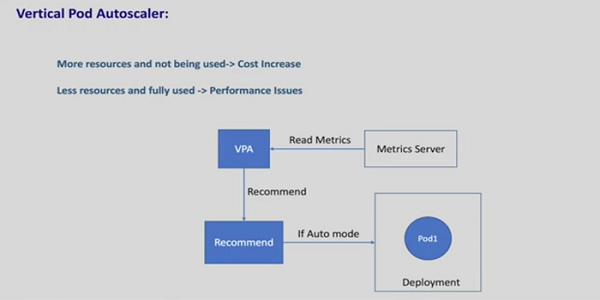 Vertical Pod Autoscaler:
More resources and not being used-> Cost Increase
Less resources and fully used -> Performance Issues
VPA
Read Metrics
Metrics Server
Recommend
Recommend
If Auto mode
Pod1
Deployment